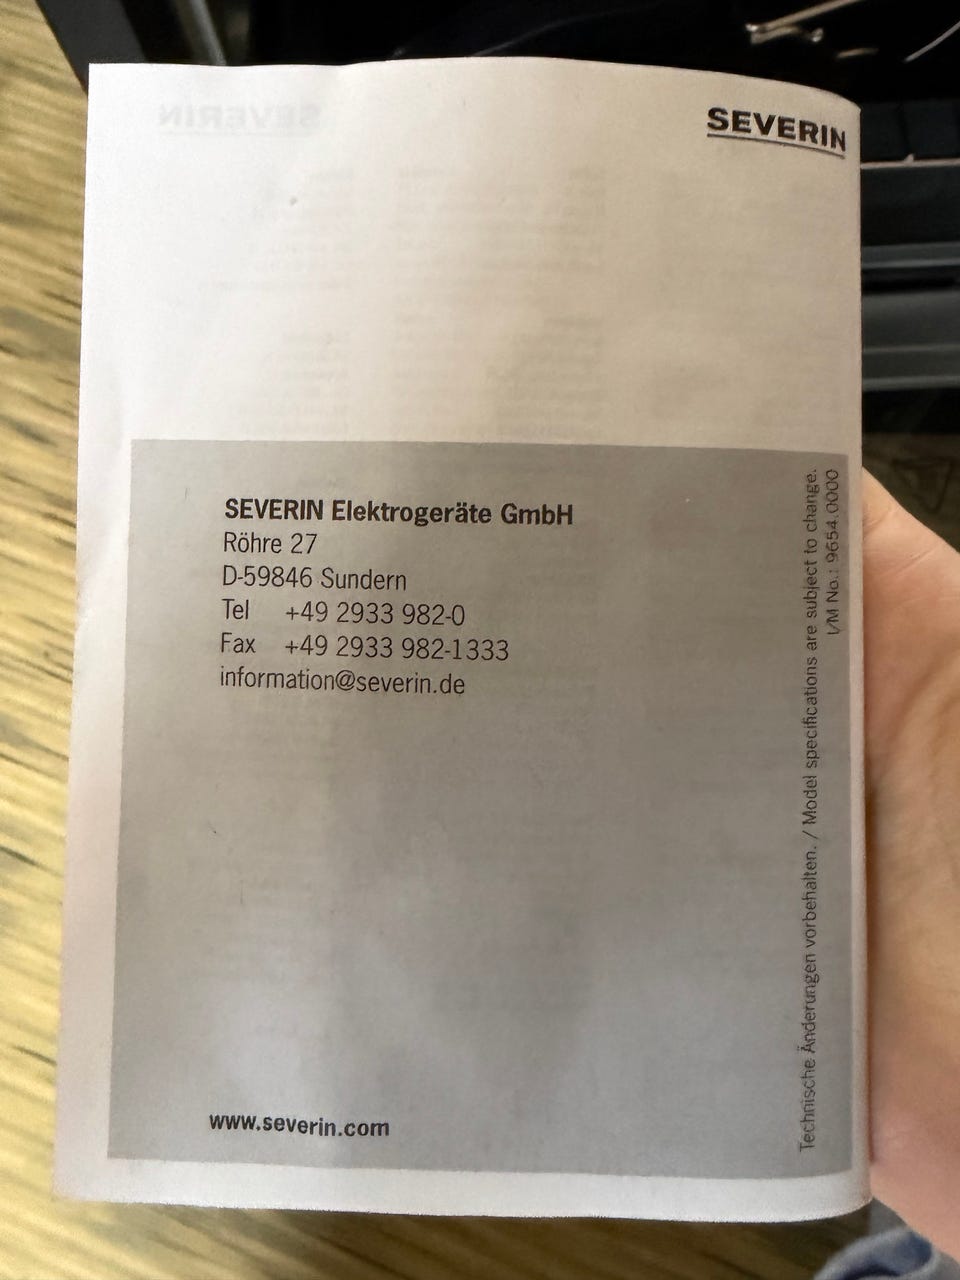 SEVERIN
SEVERIN Elektrogeräte GmbH
Röhre 27
D-59846 Sundern
Tel +49 2933 982-0
Fax +49 2933 982-1333
information@severin.de
www.severin.com
Technische Änderungen vorbehalten. / Model specifications are subject to change.
I/M No.: 9654.0000